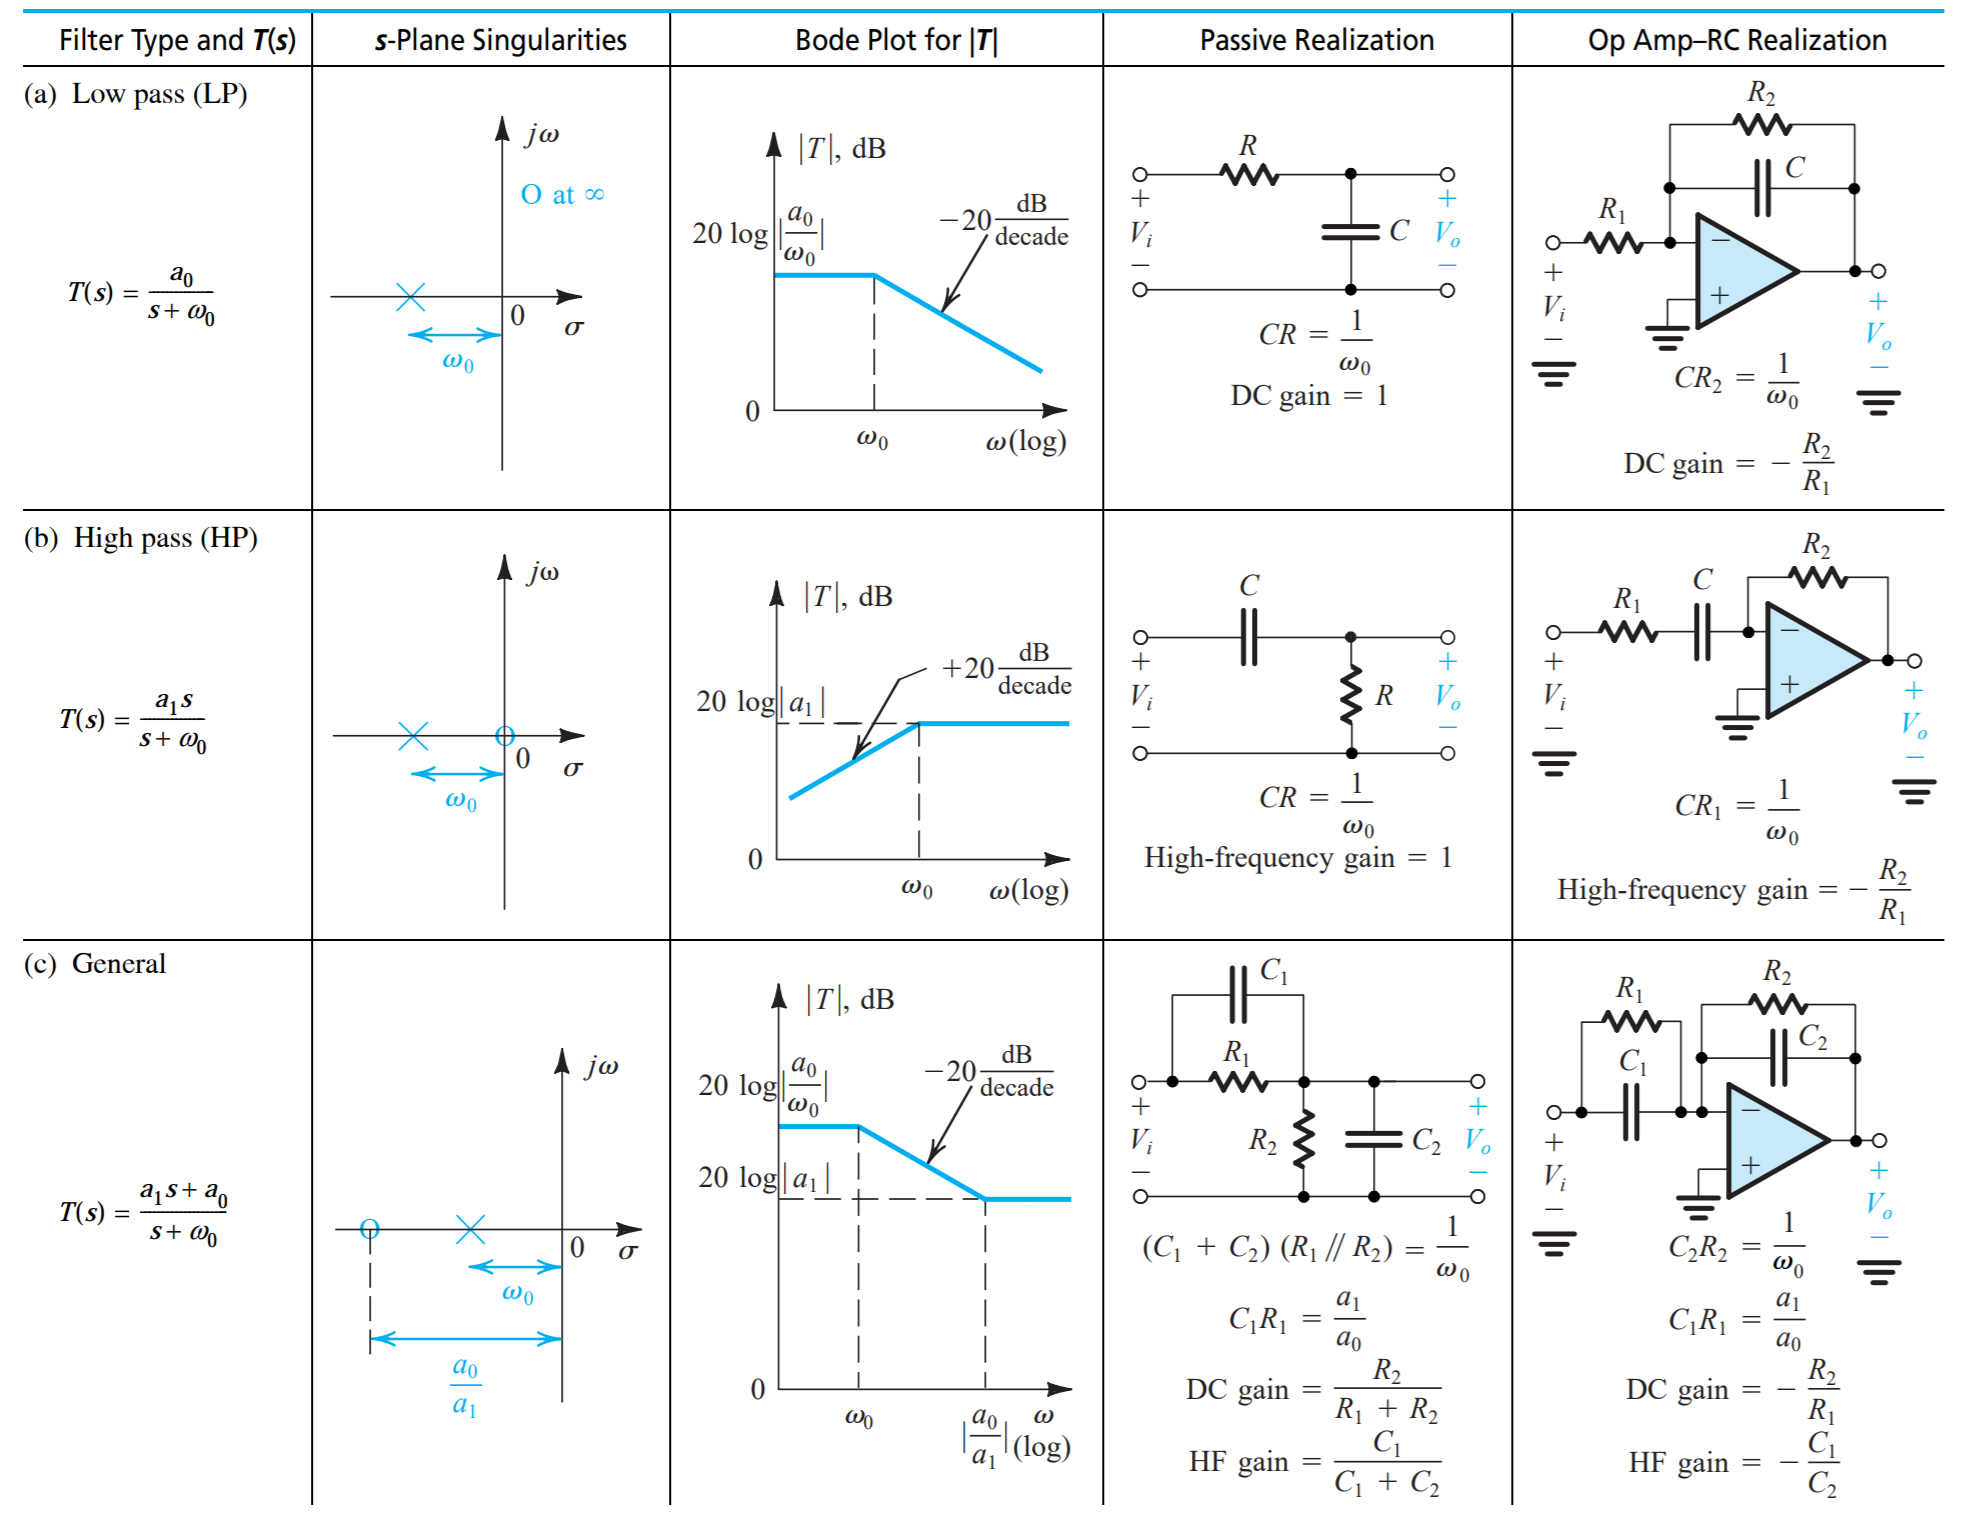 Filter Type and T(s)
s-Plane Singularities
Bode Plot for |T|
Passive Realization
Op Amp–RC Realization
(a) Low pass (LP)
T(s) = a₀ / (s + ω₀)
jω
O at ∞
0
σ
ω₀
|T|, dB
20 log |a₀/ω₀|
−20 dB/decade
0
ω₀
ω(log)
R
+
Vᵢ
−
C
+
Vₒ
−
CR = 1/ω₀
DC gain = 1
R₂
C
R₁
−
+
+
Vᵢ
−
+
Vₒ
−
CR₂ = 1/ω₀
DC gain = − R₂/R₁
(b) High pass (HP)
T(s) = a₁s / (s + ω₀)
jω
0
σ
ω₀
|T|, dB
+20 dB/decade
20 log|a₁|
0
ω₀
ω(log)
C
+
Vᵢ
−
R
+
Vₒ
−
CR = 1/ω₀
High-frequency gain = 1
R₂
R₁
C
−
+
+
Vᵢ
−
+
Vₒ
−
CR₁ = 1/ω₀
High-frequency gain = − R₂/R₁
(c) General
T(s) = (a₁s + a₀) / (s + ω₀)
jω
0
σ
ω₀
a₀/a₁
|T|, dB
20 log |a₀/ω₀|
−20 dB/decade
20 log|a₁|
0
ω₀
|a₀/a₁|
ω
(log)
C₁
R₁
+
Vᵢ
−
R₂
C₂
+
Vₒ
−
(C₁ + C₂) (R₁ // R₂) = 1/ω₀
C₁R₁ = a₁/a₀
DC gain = R₂ / (R₁ + R₂)
HF gain = C₁ / (C₁ + C₂)
R₂
R₁
C₂
C₁
−
+
+
Vᵢ
−
+
Vₒ
−
C₂R₂ = 1/ω₀
C₁R₁ = a₁/a₀
DC gain = − R₂/R₁
HF gain = − C₁/C₂